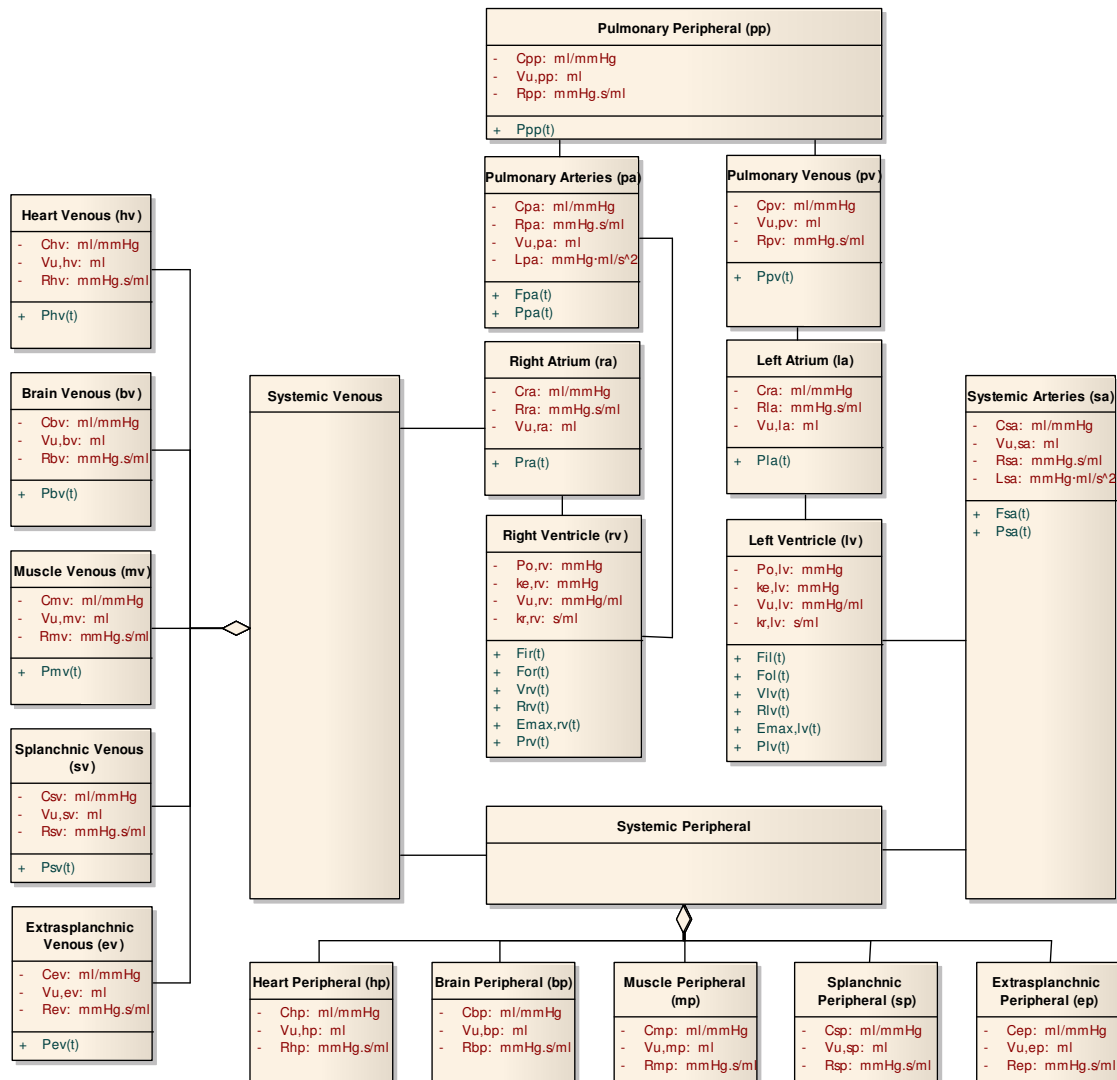 Pulmonary Peripheral (pp)
- Cpp: ml/mmHg
- Vu,pp: ml
- Rpp: mmHg.s/ml
+ Ppp(t)
Pulmonary Arteries (pa)
- Cpa: ml/mmHg
- Rpa: mmHg.s/ml
- Vu,pa: ml
- Lpa: mmHg·ml/s^2
+ Fpa(t)
+ Ppa(t)
Pulmonary Venous (pv)
- Cpv: ml/mmHg
- Vu,pv: ml
- Rpv: mmHg.s/ml
+ Ppv(t)
Heart Venous (hv)
- Chv: ml/mmHg
- Vu,hv: ml
- Rhv: mmHg.s/ml
+ Phv(t)
Brain Venous (bv)
- Cbv: ml/mmHg
- Vu,bv: ml
- Rbv: mmHg.s/ml
+ Pbv(t)
Muscle Venous (mv)
- Cmv: ml/mmHg
- Vu,mv: ml
- Rmv: mmHg.s/ml
+ Pmv(t)
Splanchnic Venous
(sv)
- Csv: ml/mmHg
- Vu,sv: ml
- Rsv: mmHg.s/ml
+ Psv(t)
Extrasplanchnic
Venous (ev)
- Cev: ml/mmHg
- Vu,ev: ml
- Rev: mmHg.s/ml
+ Pev(t)
Systemic Venous
Right Atrium (ra)
- Cra: ml/mmHg
- Rra: mmHg.s/ml
- Vu,ra: ml
+ Pra(t)
Left Atrium (la)
- Cra: ml/mmHg
- Rla: mmHg.s/ml
- Vu,la: ml
+ Pla(t)
Systemic Arteries (sa)
- Csa: ml/mmHg
- Vu,sa: ml
- Rsa: mmHg.s/ml
- Lsa: mmHg·ml/s^2
+ Fsa(t)
+ Psa(t)
Right Ventricle (rv)
- Po,rv: mmHg
- ke,rv: mmHg
- Vu,rv: mmHg/ml
- kr,rv: s/ml
+ Fir(t)
+ For(t)
+ Vrv(t)
+ Rrv(t)
+ Emax,rv(t)
+ Prv(t)
Left Ventricle (lv)
- Po,lv: mmHg
- ke,lv: mmHg
- Vu,lv: mmHg/ml
- kr,lv: s/ml
+ Fil(t)
+ Fol(t)
+ Vlv(t)
+ Rlv(t)
+ Emax,lv(t)
+ Plv(t)
Systemic Peripheral
Heart Peripheral (hp)
- Chp: ml/mmHg
- Vu,hp: ml
- Rhp: mmHg.s/ml
Brain Peripheral (bp)
- Cbp: ml/mmHg
- Vu,bp: ml
- Rbp: mmHg.s/ml
Muscle Peripheral
(mp)
- Cmp: ml/mmHg
- Vu,mp: ml
- Rmp: mmHg.s/ml
Splanchnic
Peripheral (sp)
- Csp: ml/mmHg
- Vu,sp: ml
- Rsp: mmHg.s/ml
Extrasplanchnic
Peripheral (ep)
- Cep: ml/mmHg
- Vu,ep: ml
- Rep: mmHg.s/ml